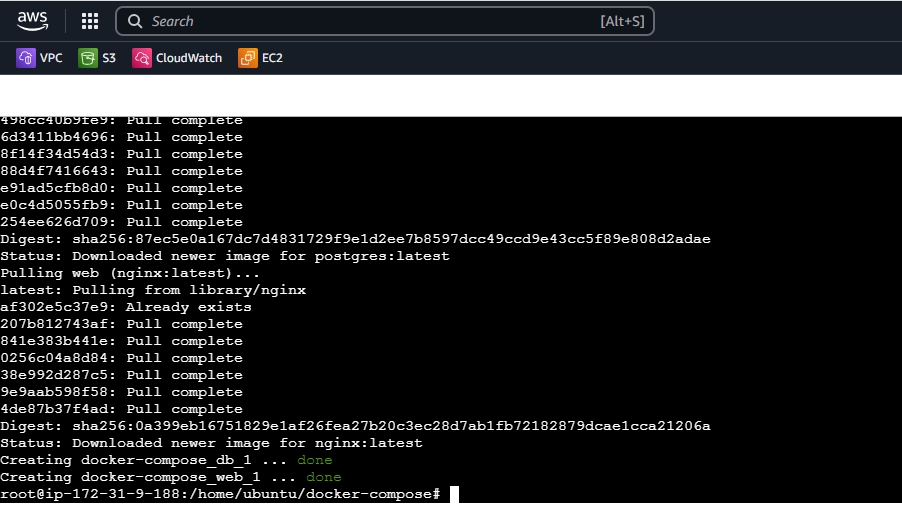 aws
Search [Alt+S]
VPC S3 CloudWatch EC2
498cc40b9fe9: Pull complete
6d3411bb4696: Pull complete
8f14f34d54d3: Pull complete
88d4f7416643: Pull complete
e91ad5cfb8d0: Pull complete
e0c4d5055fb9: Pull complete
254ee626d709: Pull complete
Digest: sha256:87ec5e0a167dc7d4831729f9e1d2ee7b8597dcc49ccd9e43cc5f89e808d2adae
Status: Downloaded newer image for postgres:latest
Pulling web (nginx:latest)...
latest: Pulling from library/nginx
af302e5c37e9: Already exists
207b812743af: Pull complete
841e383b441e: Pull complete
0256c04a8d84: Pull complete
38e992d287c5: Pull complete
9e9aab598f58: Pull complete
4de87b37f4ad: Pull complete
Digest: sha256:0a399eb16751829e1af26fea27b20c3ec28d7ab1fb72182879dcae1cca21206a
Status: Downloaded newer image for nginx:latest
Creating docker-compose_db_1 ... done
Creating docker-compose_web_1 ... done
root@ip-172-31-9-188:/home/ubuntu/docker-compose#